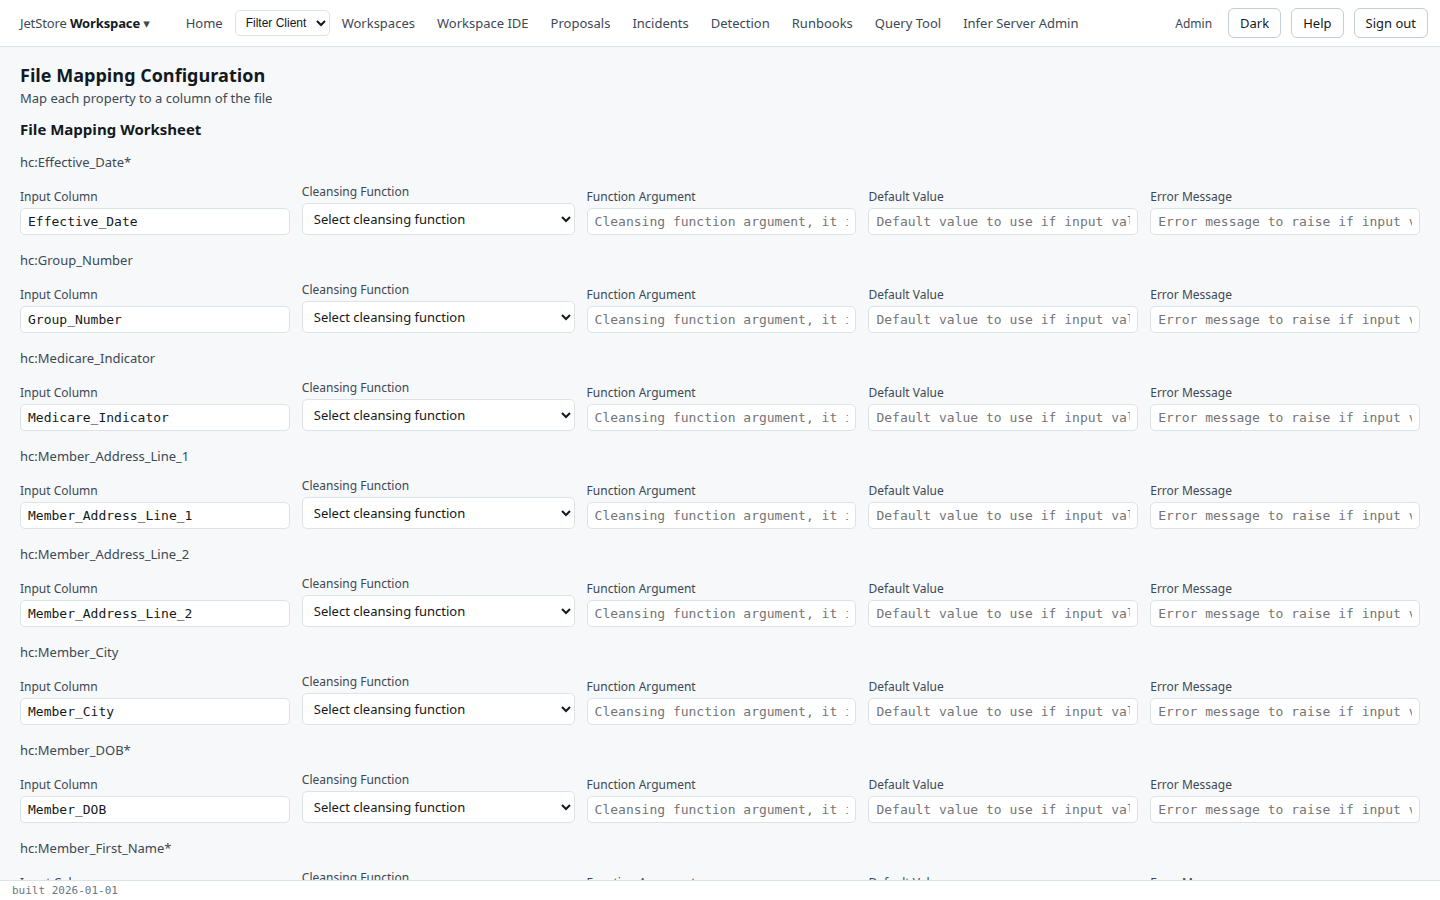 JetStore Workspace ▾ Home Filter Client Workspaces Workspace IDE Proposals Incidents Detection Runbooks Query Tool Infer Server Admin Admin Dark Help Sign out
File Mapping Configuration
Map each property to a column of the file
File Mapping Worksheet
hc:Effective_Date*
Input Column Cleansing Function Function Argument Default Value Error Message
Effective_Date Select cleansing function Cleansing function argument, it i Default value to use if input val Error message to raise if input v
hc:Group_Number
Input Column Cleansing Function Function Argument Default Value Error Message
Group_Number Select cleansing function Cleansing function argument, it i Default value to use if input val Error message to raise if input v
hc:Medicare_Indicator
Input Column Cleansing Function Function Argument Default Value Error Message
Medicare_Indicator Select cleansing function Cleansing function argument, it i Default value to use if input val Error message to raise if input v
hc:Member_Address_Line_1
Input Column Cleansing Function Function Argument Default Value Error Message
Member_Address_Line_1 Select cleansing function Cleansing function argument, it i Default value to use if input val Error message to raise if input v
hc:Member_Address_Line_2
Input Column Cleansing Function Function Argument Default Value Error Message
Member_Address_Line_2 Select cleansing function Cleansing function argument, it i Default value to use if input val Error message to raise if input v
hc:Member_City
Input Column Cleansing Function Function Argument Default Value Error Message
Member_City Select cleansing function Cleansing function argument, it i Default value to use if input val Error message to raise if input v
hc:Member_DOB*
Input Column Cleansing Function Function Argument Default Value Error Message
Member_DOB Select cleansing function Cleansing function argument, it i Default value to use if input val Error message to raise if input v
hc:Member_First_Name*
Cleansing Function
built 2026-01-01